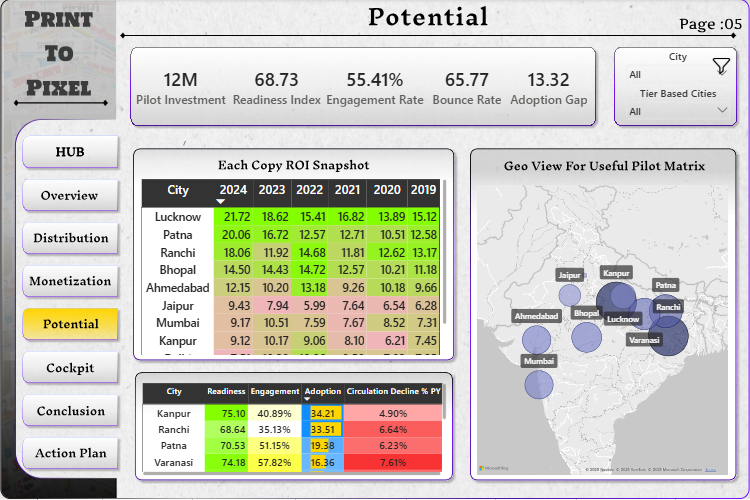 Print
To
Pixel
Potential
Page :05
12M
Pilot Investment
68.73
Readiness Index
55.41%
Engagement Rate
65.77
Bounce Rate
13.32
Adoption Gap
City
All
Tier Based Cities
All
HUB
Overview
Distribution
Monetization
Potential
Cockpit
Conclusion
Action Plan
Each Copy ROI Snapshot
City 2024 2023 2022 2021 2020 2019
Lucknow 21.72 18.62 15.41 16.82 13.89 15.12
Patna 20.06 16.72 12.57 12.71 10.51 12.58
Ranchi 18.06 11.92 14.68 11.81 12.62 13.17
Bhopal 14.50 14.43 14.72 12.57 10.21 11.18
Ahmedabad 12.15 10.20 13.18 9.26 10.18 9.66
Jaipur 9.43 7.94 5.99 7.64 6.54 6.28
Mumbai 9.17 10.51 7.59 7.67 8.52 7.31
Kanpur 9.12 10.17 9.06 8.10 6.21 7.45
City Readiness Engagement Adoption Circulation Decline % PY
Kanpur 75.10 40.89% 34.21 4.90%
Ranchi 68.64 35.13% 33.51 6.64%
Patna 70.53 51.15% 19.38 6.23%
Varanasi 74.18 57.82% 16.36 7.61%
Geo View For Useful Pilot Matrix
Jaipur
Kanpur
Patna
Ranchi
Ahmedabad
Bhopal
Lucknow
Varanasi
Mumbai
Microsoft Bing